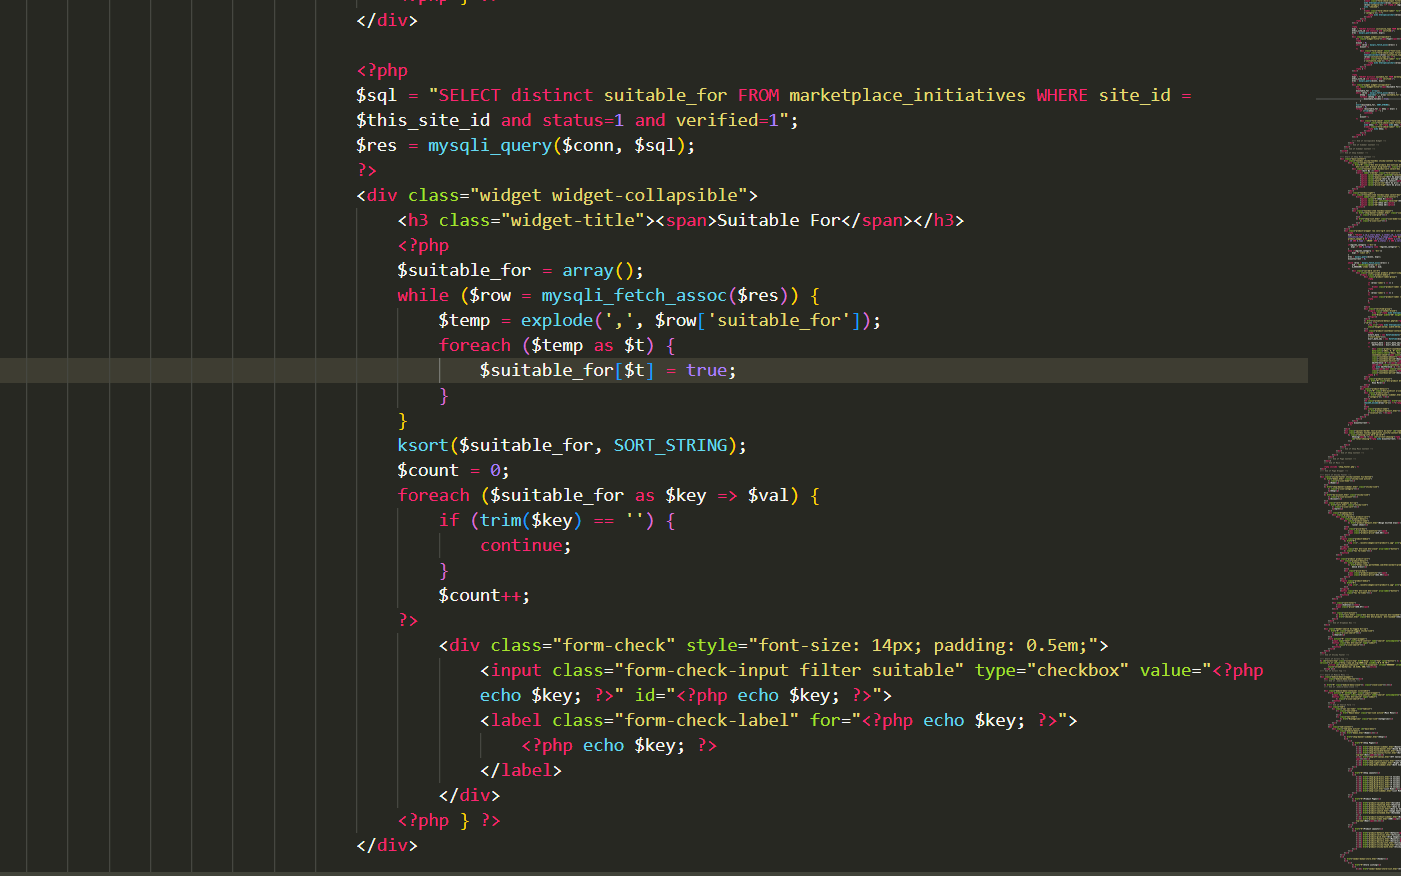 </div>
<?php
$sql = "SELECT distinct suitable_for FROM marketplace_initiatives WHERE site_id =
$this_site_id and status=1 and verified=1";
$res = mysqli_query($conn, $sql);
?>
<div class="widget widget-collapsible">
<h3 class="widget-title"><span>Suitable For</span></h3>
<?php
$suitable_for = array();
while ($row = mysqli_fetch_assoc($res)) {
$temp = explode(',', $row['suitable_for']);
foreach ($temp as $t) {
$suitable_for[$t] = true;
}
}
ksort($suitable_for, SORT_STRING);
$count = 0;
foreach ($suitable_for as $key => $val) {
if (trim($key) == '') {
continue;
}
$count++;
?>
<div class="form-check" style="font-size: 14px; padding: 0.5em;">
<input class="form-check-input filter suitable" type="checkbox" value="<?php
echo $key; ?>" id="<?php echo $key; ?>">
<label class="form-check-label" for="<?php echo $key; ?>">
<?php echo $key; ?>
</label>
</div>
<?php } ?>
</div>